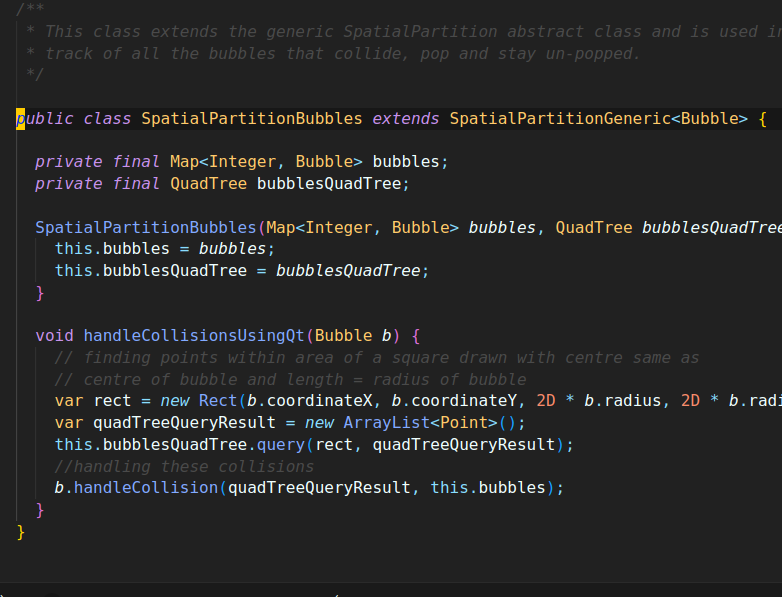 /**
* This class extends the generic SpatialPartition abstract class and is used
* track of all the bubbles that collide, pop and stay un-popped.
*/
public class SpatialPartitionBubbles extends SpatialPartitionGeneric<Bubble> {
private final Map<Integer, Bubble> bubbles;
private final QuadTree bubblesQuadTree;
SpatialPartitionBubbles(Map<Integer, Bubble> bubbles, QuadTree bubblesQuadTree
this.bubbles = bubbles;
this.bubblesQuadTree = bubblesQuadTree;
}
void handleCollisionsUsingQt(Bubble b) {
// finding points within area of a square drawn with centre same as
// centre of bubble and length = radius of bubble
var rect = new Rect(b.coordinateX, b.coordinateY, 2D * b.radius, 2D * b.radi
var quadTreeQueryResult = new ArrayList<Point>();
this.bubblesQuadTree.query(rect, quadTreeQueryResult);
//handling these collisions
b.handleCollision(quadTreeQueryResult, this.bubbles);
}
}